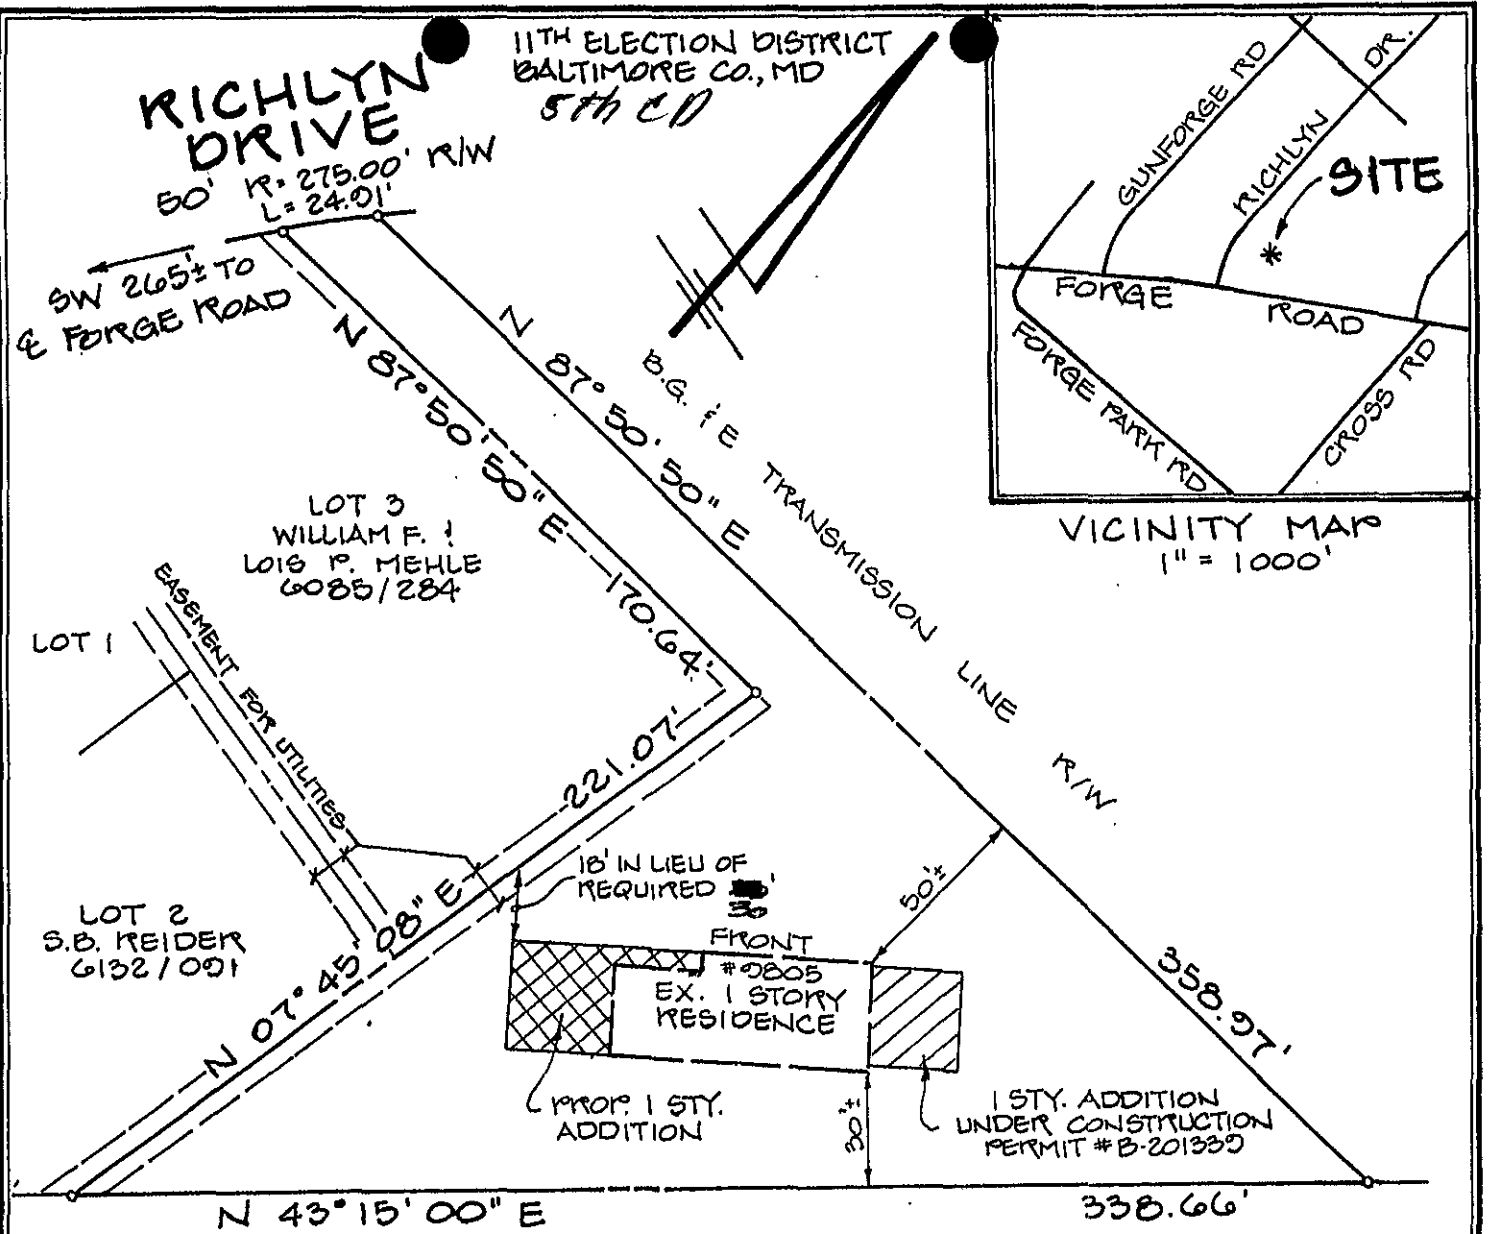 11TH ELECTION DISTRICT
BALTIMORE CO., MD
5th CD
RICHLYN
DRIVE
50' R= 275.00' R/W
L= 24.91'
SW 265'± TO
℄ FORGE ROAD
N 87° 50' 50" E
170.64'
N 87° 50' 50" E
358.97'
B.G. & E TRANSMISSION LINE R/W
GUNFORGE RD
RICHLYN DR.
SITE
FORGE ROAD
FORGE PARK RD
CROSS RD
VICINITY MAP
1" = 1000'
LOT 3
WILLIAM F. &
LOIS P. MEHLE
6085/284
LOT 1
EASEMENT FOR UTILITIES
221.07'
N 07° 45' 08" E
LOT 2
S.B. REIDER
6132/091
18' IN LIEU OF
REQUIRED '
30
50'±
FRONT
#9805
EX. 1 STORY
RESIDENCE
PROP. 1 STY.
ADDITION
30'±
1 STY. ADDITION
UNDER CONSTRUCTION
PERMIT # B-201339
N 43° 15' 00" E
338.66'